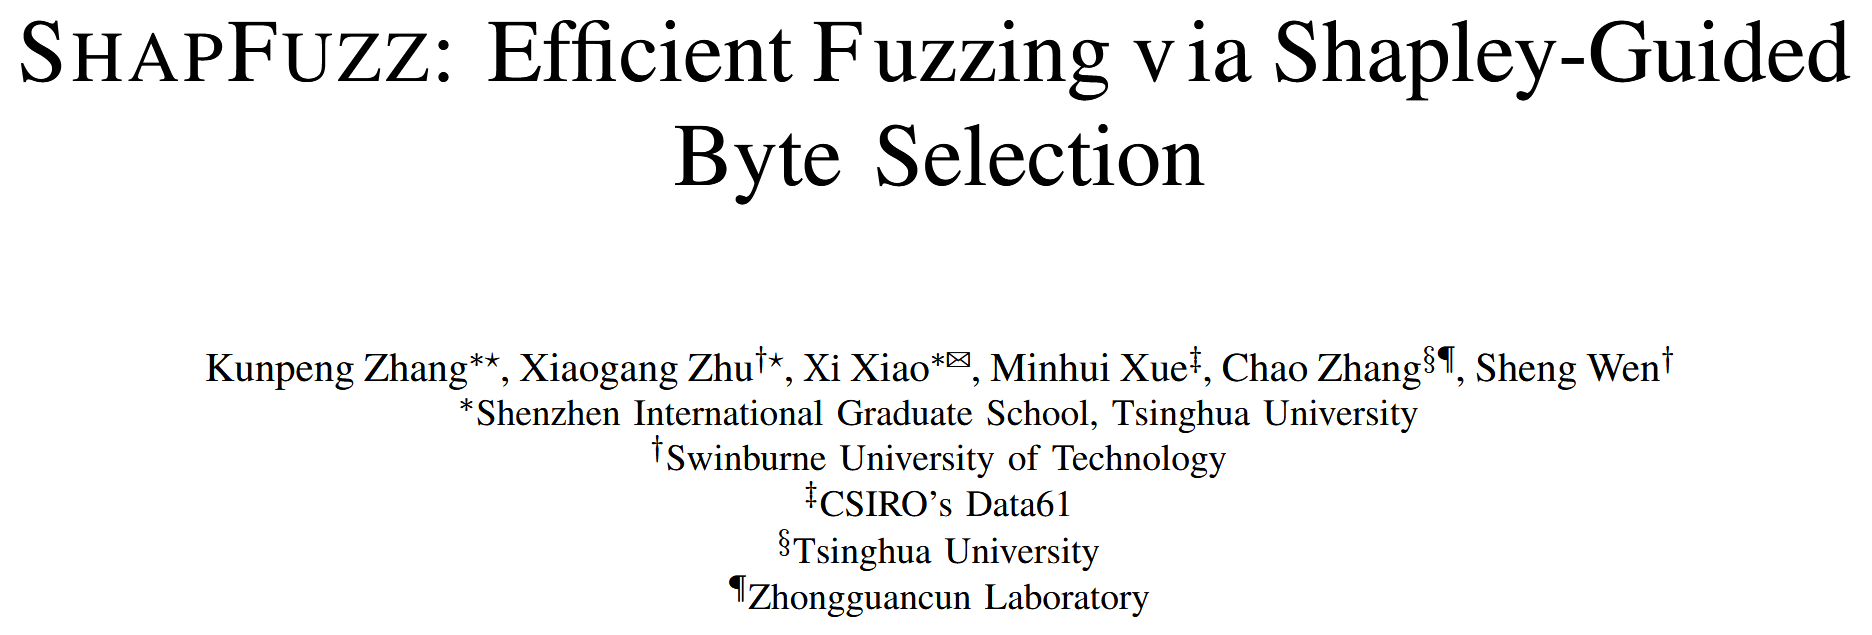 SHAPFUZZ: Efficient Fuzzing via Shapley-Guided
Byte Selection
Kunpeng Zhang*⋆, Xiaogang Zhu†⋆, Xi Xiao*✉, Minhui Xue‡, Chao Zhang§¶, Sheng Wen†
*Shenzhen International Graduate School, Tsinghua University
†Swinburne University of Technology
‡CSIRO's Data61
§Tsinghua University
¶Zhongguancun Laboratory